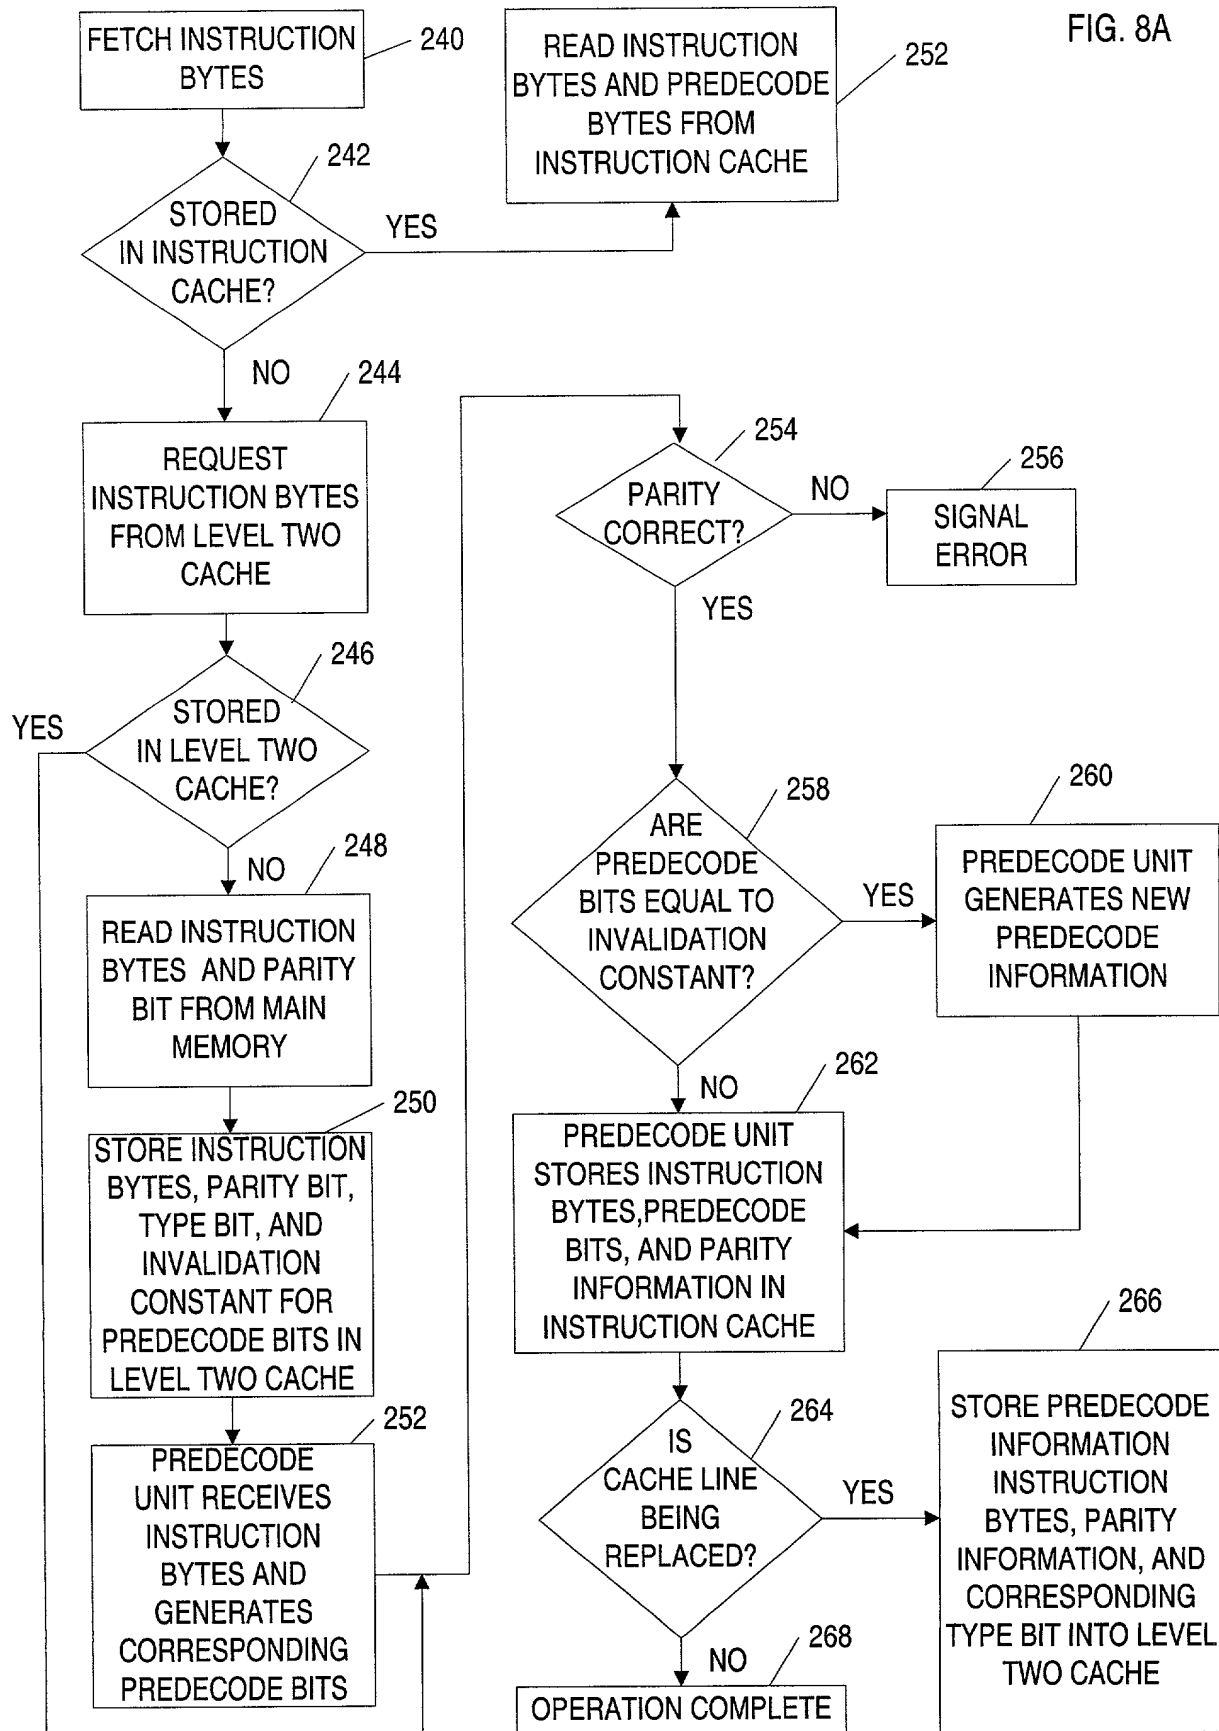 FIG. 8A
FETCH INSTRUCTION
BYTES
240
READ INSTRUCTION
BYTES AND PREDECODE
BYTES FROM
INSTRUCTION CACHE
252
242
STORED
IN INSTRUCTION
CACHE?
YES
NO
244
REQUEST
INSTRUCTION BYTES
FROM LEVEL TWO
CACHE
246
STORED
IN LEVEL TWO
CACHE?
YES
NO
248
READ INSTRUCTION
BYTES AND PARITY
BIT FROM MAIN
MEMORY
250
STORE INSTRUCTION
BYTES, PARITY BIT,
TYPE BIT, AND
INVALIDATION
CONSTANT FOR
PREDECODE BITS IN
LEVEL TWO CACHE
252
PREDECODE
UNIT RECEIVES
INSTRUCTION
BYTES AND
GENERATES
CORRESPONDING
PREDECODE BITS
254
PARITY
CORRECT?
NO
256
SIGNAL
ERROR
YES
258
ARE
PREDECODE
BITS EQUAL TO
INVALIDATION
CONSTANT?
YES
260
PREDECODE UNIT
GENERATES NEW
PREDECODE
INFORMATION
NO
262
PREDECODE UNIT
STORES INSTRUCTION
BYTES,PREDECODE
BITS, AND PARITY
INFORMATION IN
INSTRUCTION CACHE
264
IS
CACHE LINE
BEING
REPLACED?
YES
266
STORE PREDECODE
INFORMATION
INSTRUCTION
BYTES, PARITY
INFORMATION, AND
CORRESPONDING
TYPE BIT INTO LEVEL
TWO CACHE
NO
268
OPERATION COMPLETE